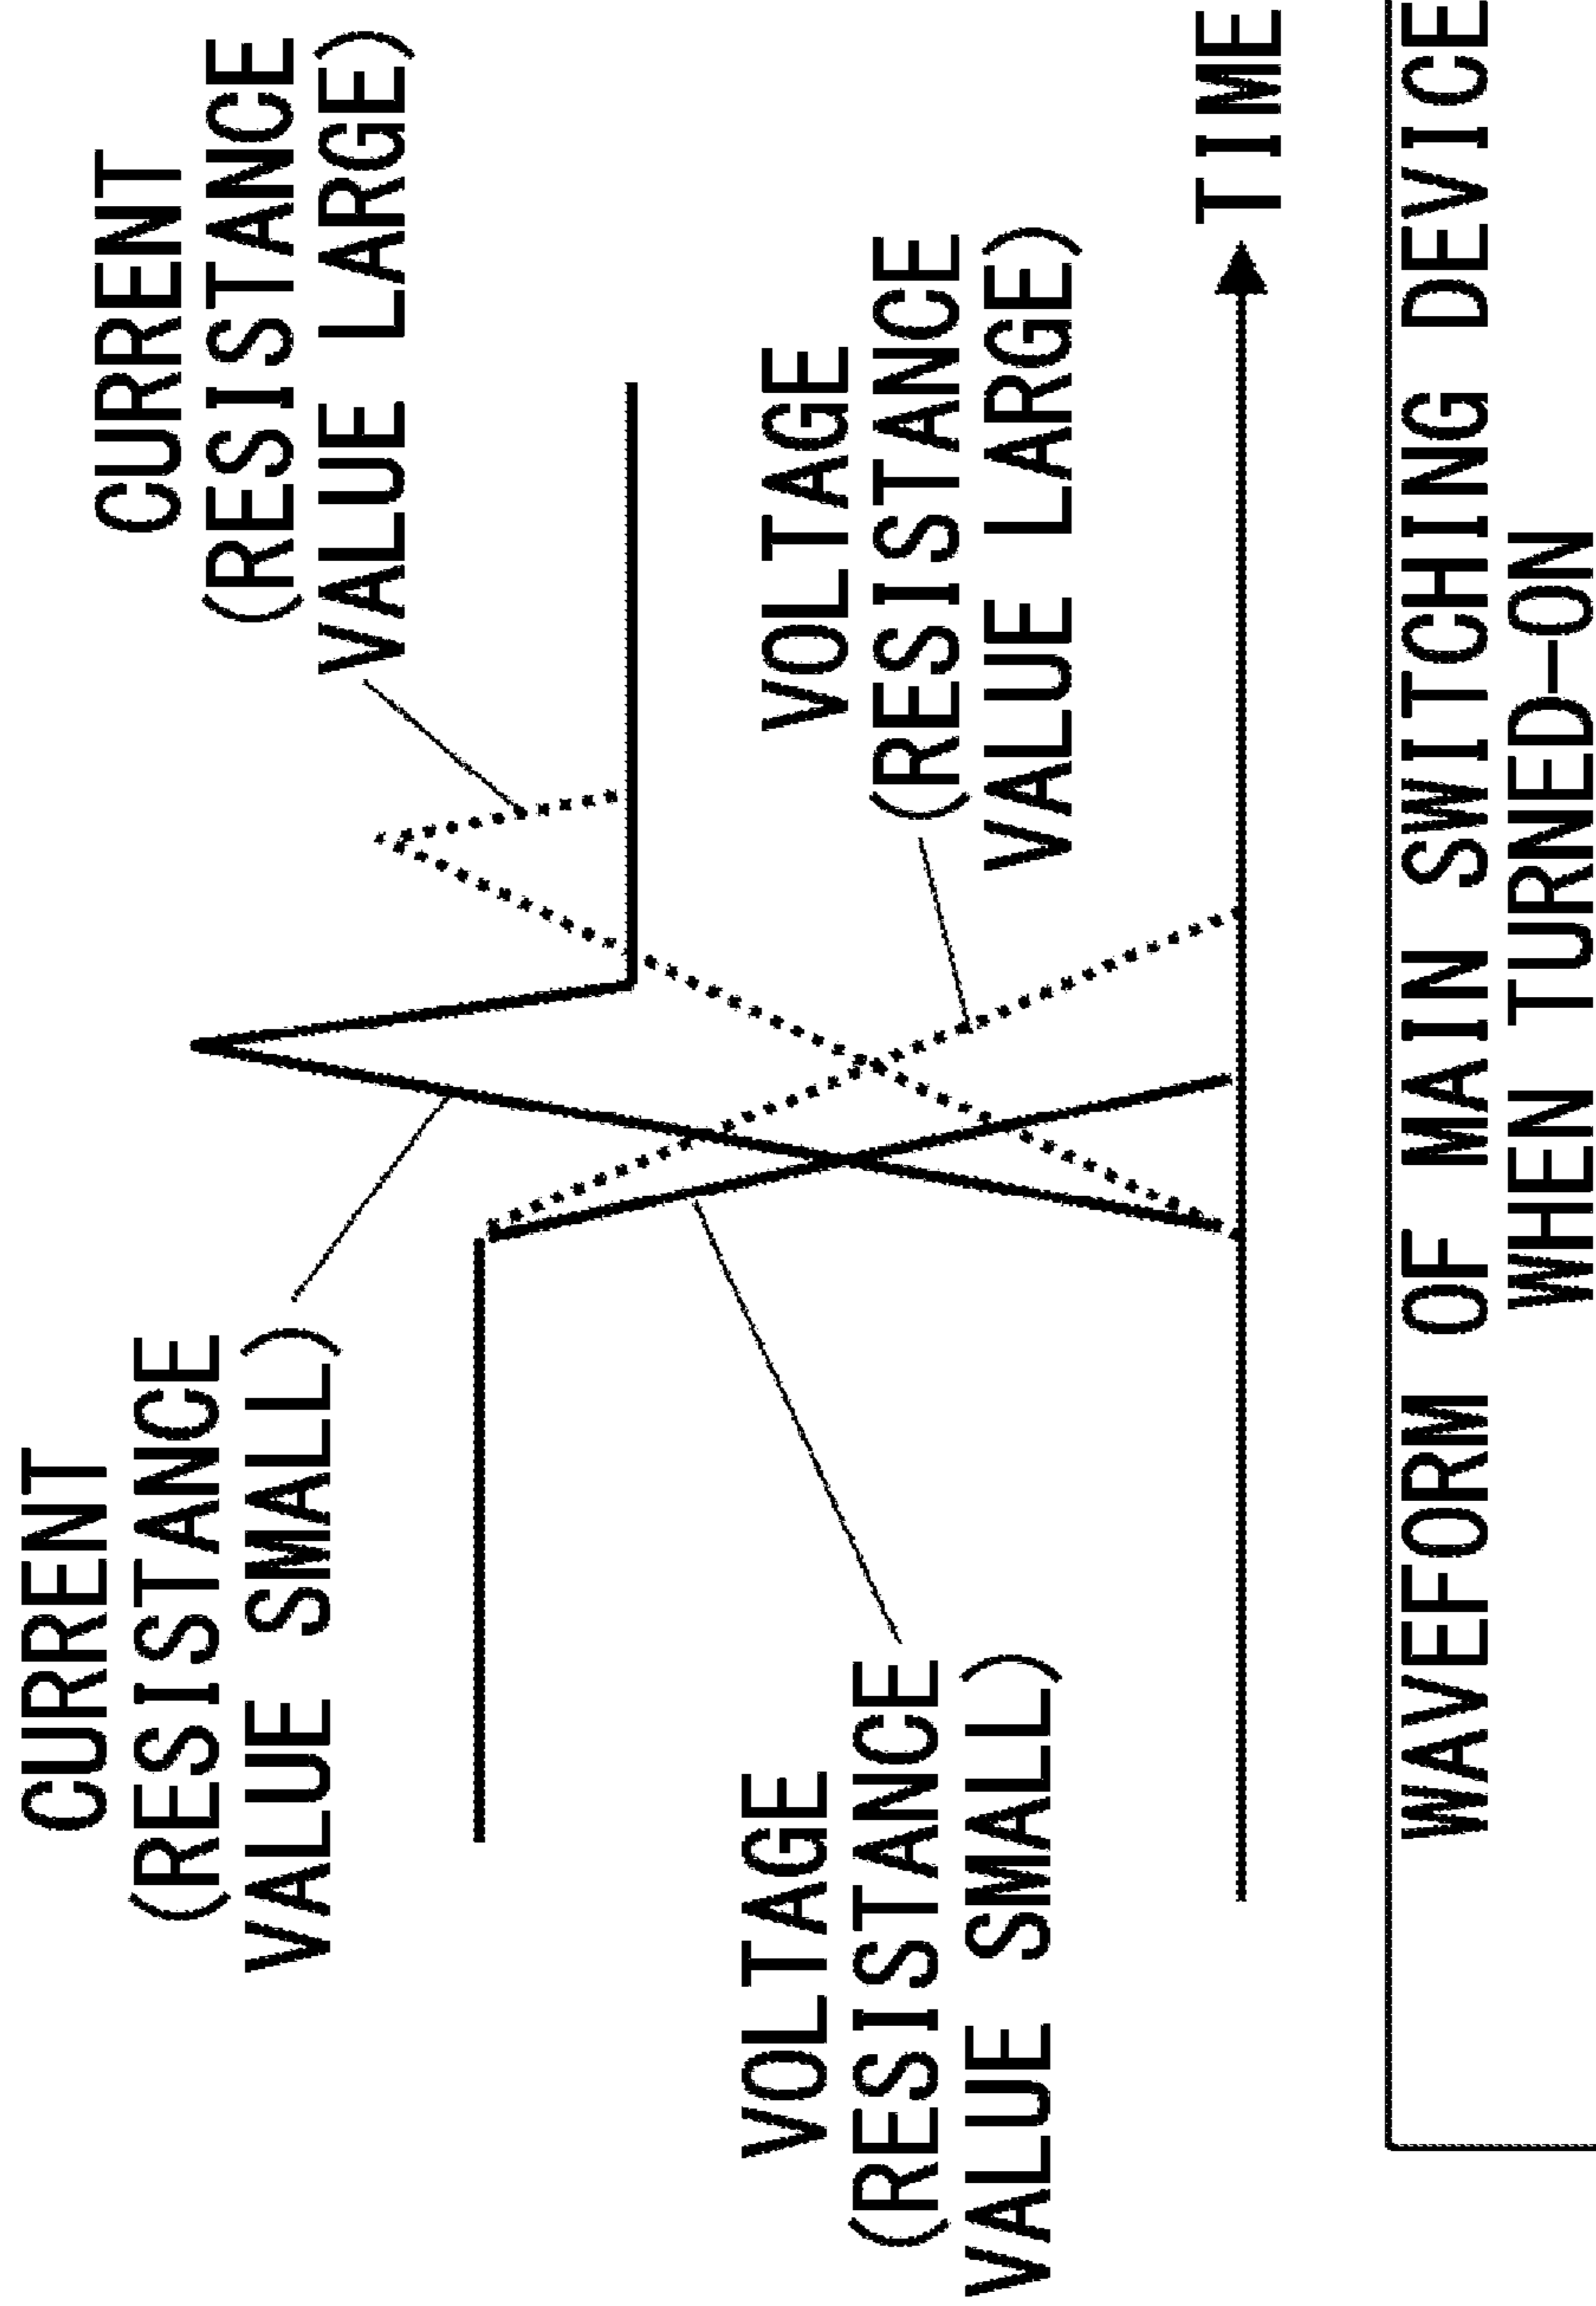 CURRENT
(RESISTANCE
VALUE SMALL)
CURRENT
(RESISTANCE
VALUE LARGE)
VOLTAGE
(RESISTANCE
VALUE SMALL)
VOLTAGE
(RESISTANCE
VALUE LARGE)
TIME
WAVEFORM OF MAIN SWITCHING DEVICE
WHEN TURNED-ON